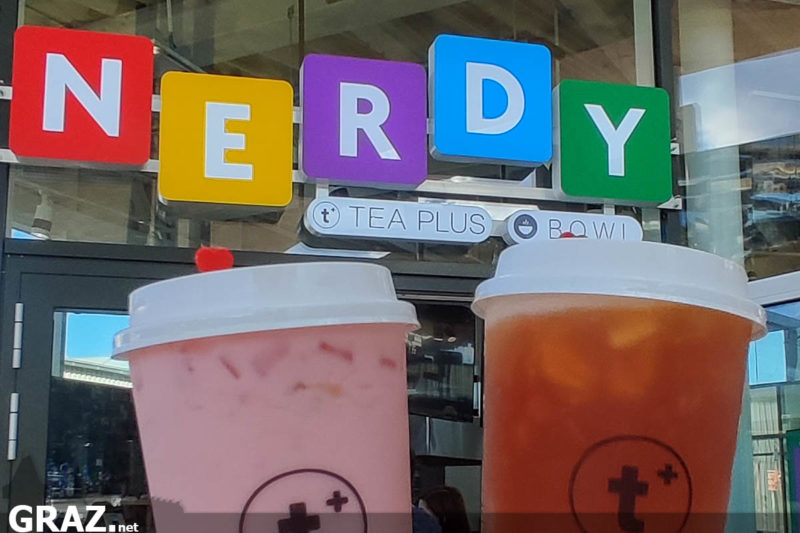 NERDY
t+ TEA PLUS
BOWL
t+
t+
GRAZ.net